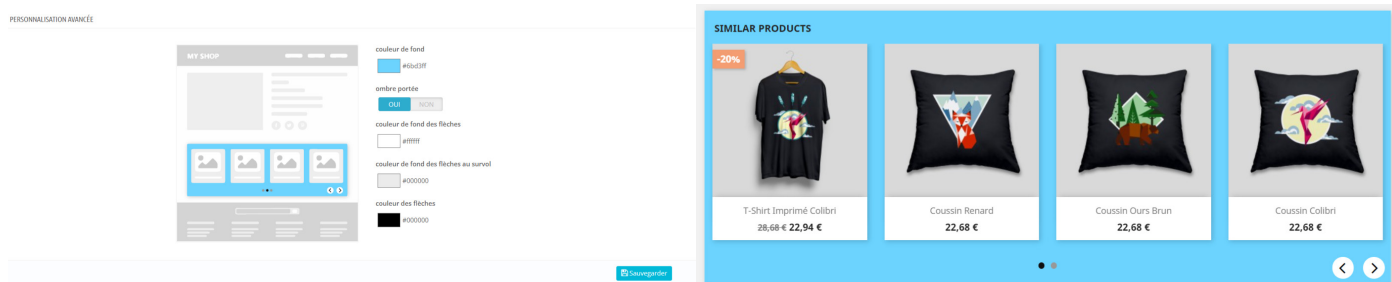 PERSONNALISATION AVANCÉE
MY SHOP
couleur de fond
#6bd3ff
ombre portée
OUI NON
couleur de fond des flèches
#ffffff
couleur de fond des flèches au survol
#000000
couleur des flèches
#000000
Sauvegarder
SIMILAR PRODUCTS
-20%
T-Shirt Imprimé Colibri
28,68 € 22,94 €
Coussin Renard
22,68 €
Coussin Ours Brun
22,68 €
Coussin Colibri
22,68 €